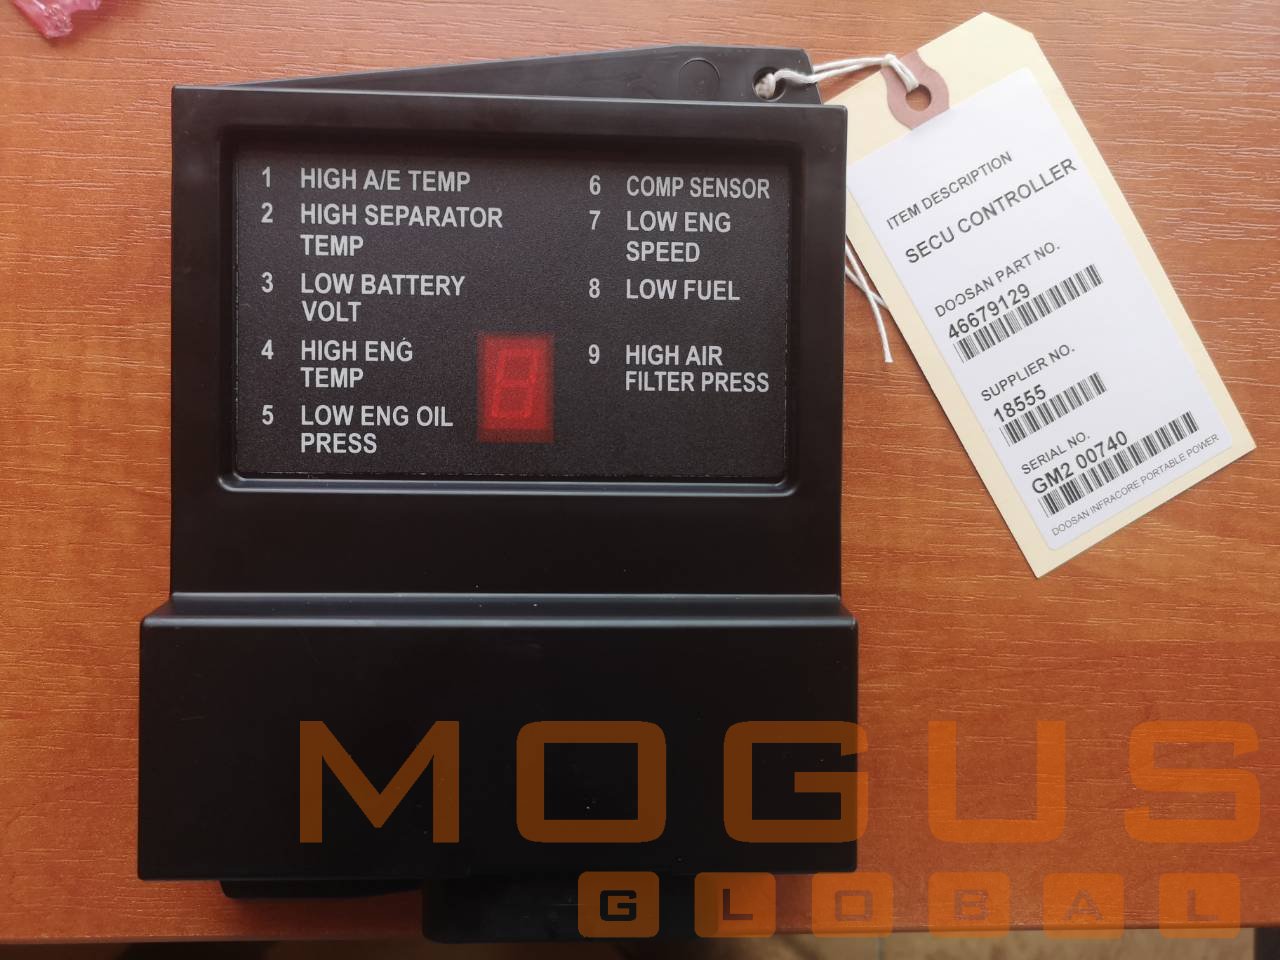 1 HIGH A/E TEMP
2 HIGH SEPARATOR
TEMP
3 LOW BATTERY
VOLT
4 HIGH ENG
TEMP
5 LOW ENG OIL
PRESS
6 COMP SENSOR
7 LOW ENG
SPEED
8 LOW FUEL
9 HIGH AIR
FILTER PRESS
ITEM DESCRIPTION
SECU CONTROLLER
DOOSAN PART NO.
46679129
SUPPLIER NO.
18555
SERIAL NO.
GM2 00740
DOOSAN INFRACORE PORTABLE POWER
MOGUS
GLOBAL